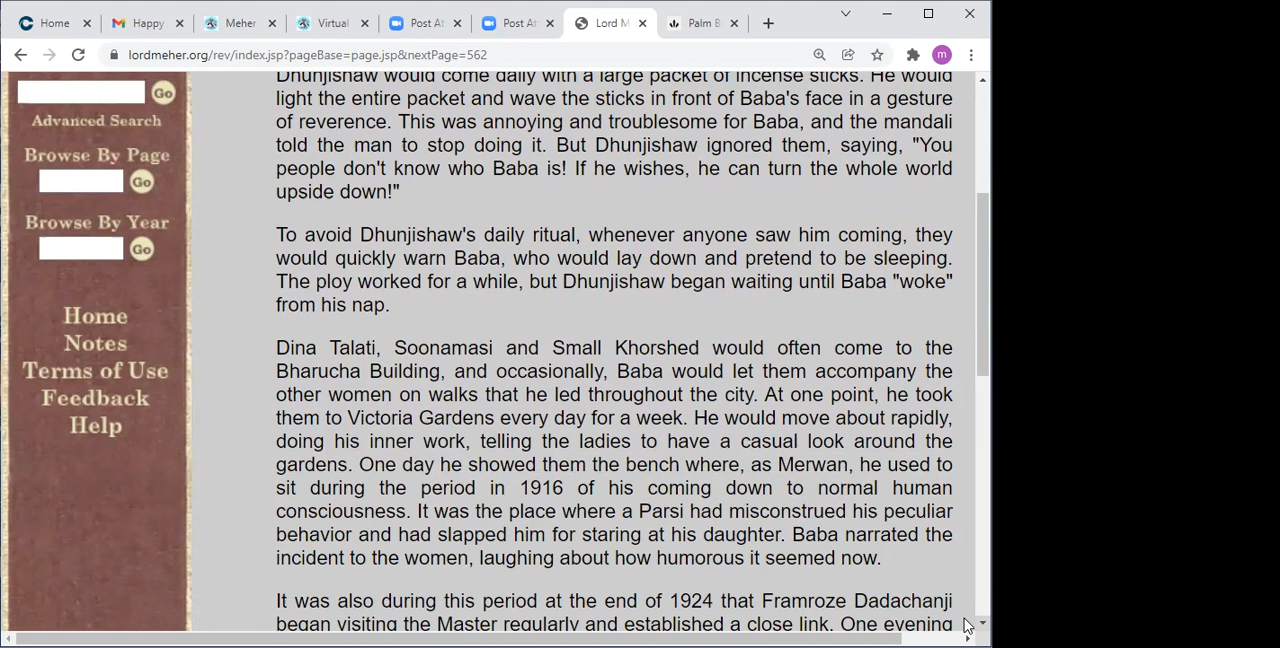 Home
Happy
Meher
Virtual
Post At
Post At
Lord M
Palm B
lordmeher.org/rev/index.jsp?pageBase=page.jsp&nextPage=562
m
Go
Advanced Search
Browse By Page
Go
Browse By Year
Go
Home
Notes
Terms of Use
Feedback
Help
Dhunjishaw would come daily with a large packet of incense sticks. He would
light the entire packet and wave the sticks in front of Baba's face in a gesture
of reverence. This was annoying and troublesome for Baba, and the mandali
told the man to stop doing it. But Dhunjishaw ignored them, saying, "You
people don't know who Baba is! If he wishes, he can turn the whole world
upside down!"
To avoid Dhunjishaw's daily ritual, whenever anyone saw him coming, they
would quickly warn Baba, who would lay down and pretend to be sleeping.
The ploy worked for a while, but Dhunjishaw began waiting until Baba "woke"
from his nap.
Dina Talati, Soonamasi and Small Khorshed would often come to the
Bharucha Building, and occasionally, Baba would let them accompany the
other women on walks that he led throughout the city. At one point, he took
them to Victoria Gardens every day for a week. He would move about rapidly,
doing his inner work, telling the ladies to have a casual look around the
gardens. One day he showed them the bench where, as Merwan, he used to
sit during the period in 1916 of his coming down to normal human
consciousness. It was the place where a Parsi had misconstrued his peculiar
behavior and had slapped him for staring at his daughter. Baba narrated the
incident to the women, laughing about how humorous it seemed now.
It was also during this period at the end of 1924 that Framroze Dadachanji
began visiting the Master regularly and established a close link. One evening